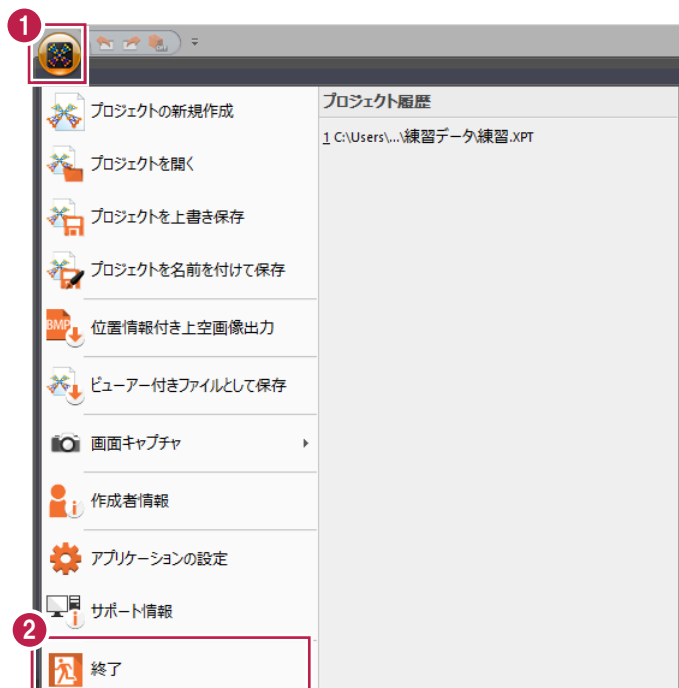 1
プロジェクトの新規作成
プロジェクトを開く
プロジェクトを上書き保存
プロジェクトを名前を付けて保存
BMP
位置情報付き上空画像出力
ビューアー付きファイルとして保存
画面キャプチャ
作成者情報
アプリケーションの設定
サポート情報
2
終了
プロジェクト履歴
1 C:\Users\...\練習データ\練習.XPT